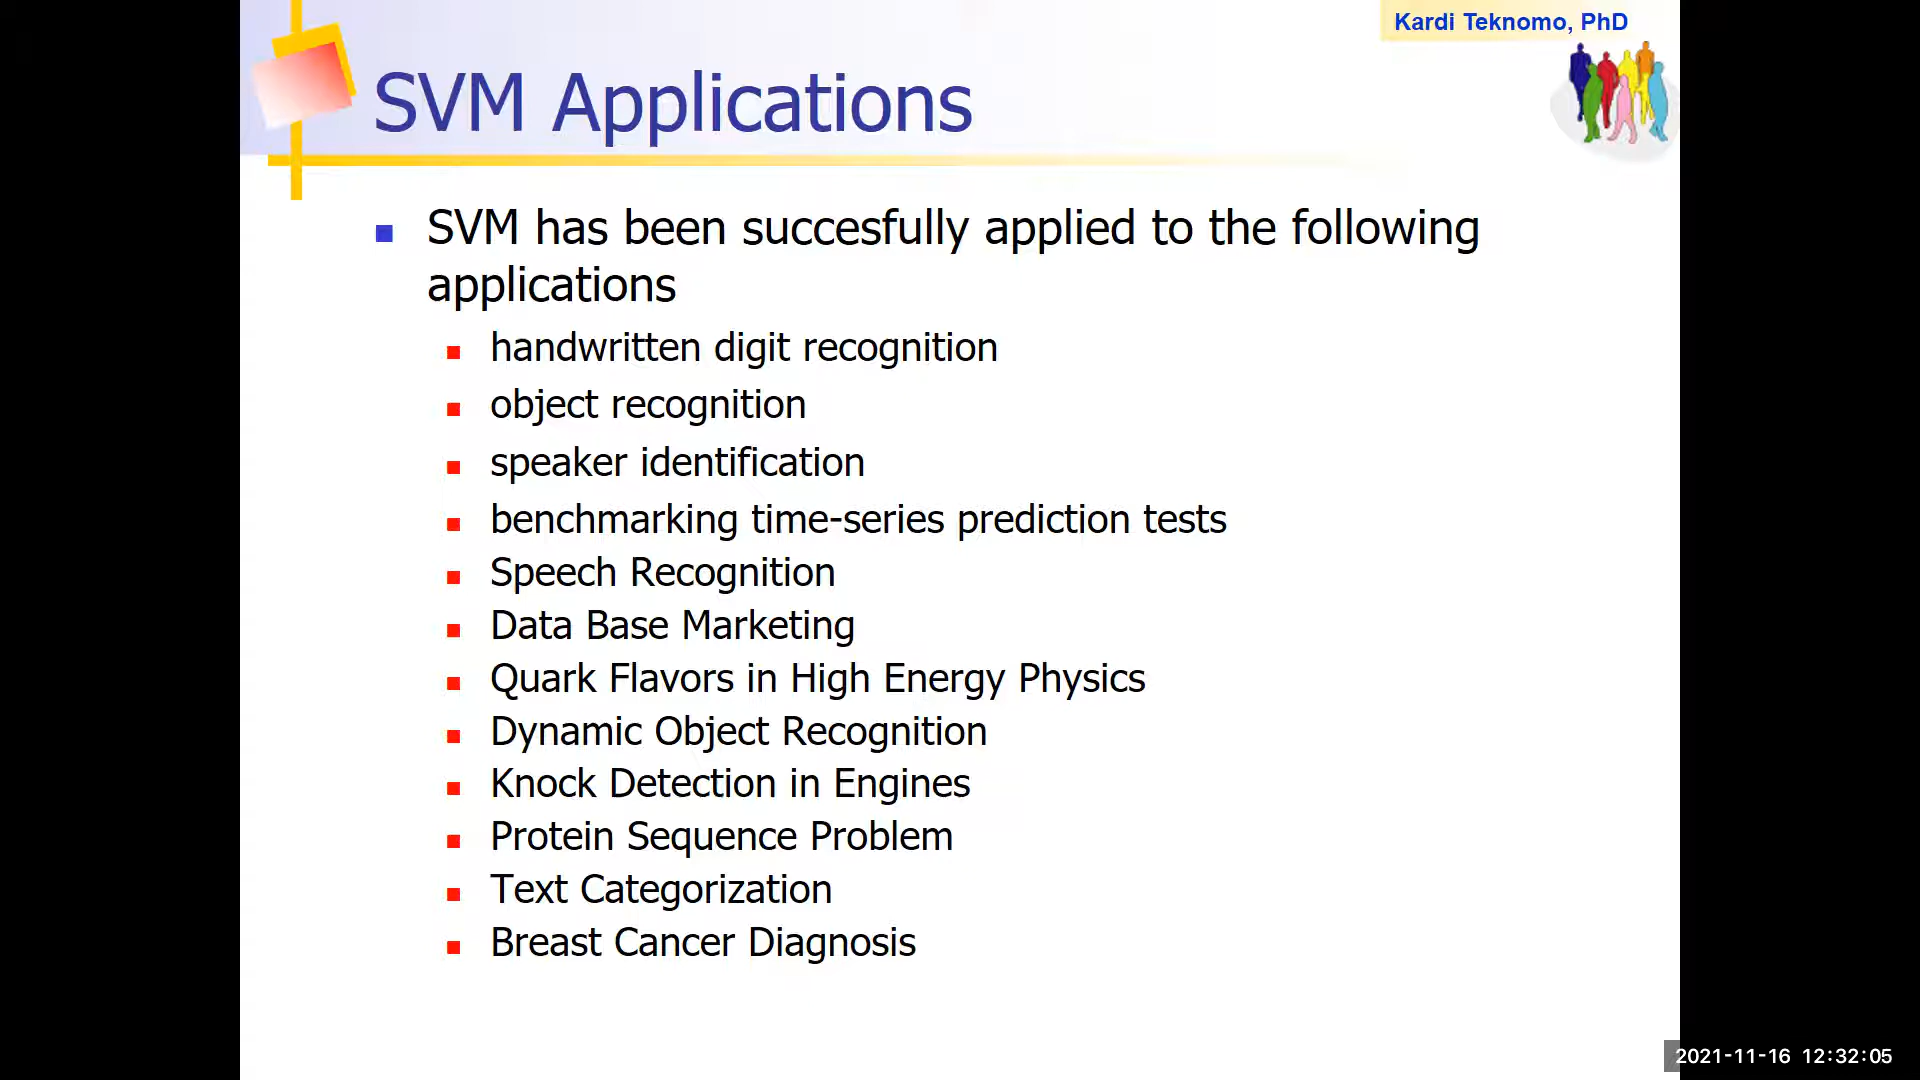 Kardi Teknomo, PhD
SVM Applications
SVM has been succesfully applied to the following
applications
handwritten digit recognition
object recognition
speaker identification
benchmarking time-series prediction tests
Speech Recognition
Data Base Marketing
Quark Flavors in High Energy Physics
Dynamic Object Recognition
Knock Detection in Engines
Protein Sequence Problem
Text Categorization
Breast Cancer Diagnosis
2021-11-16 12:32:05